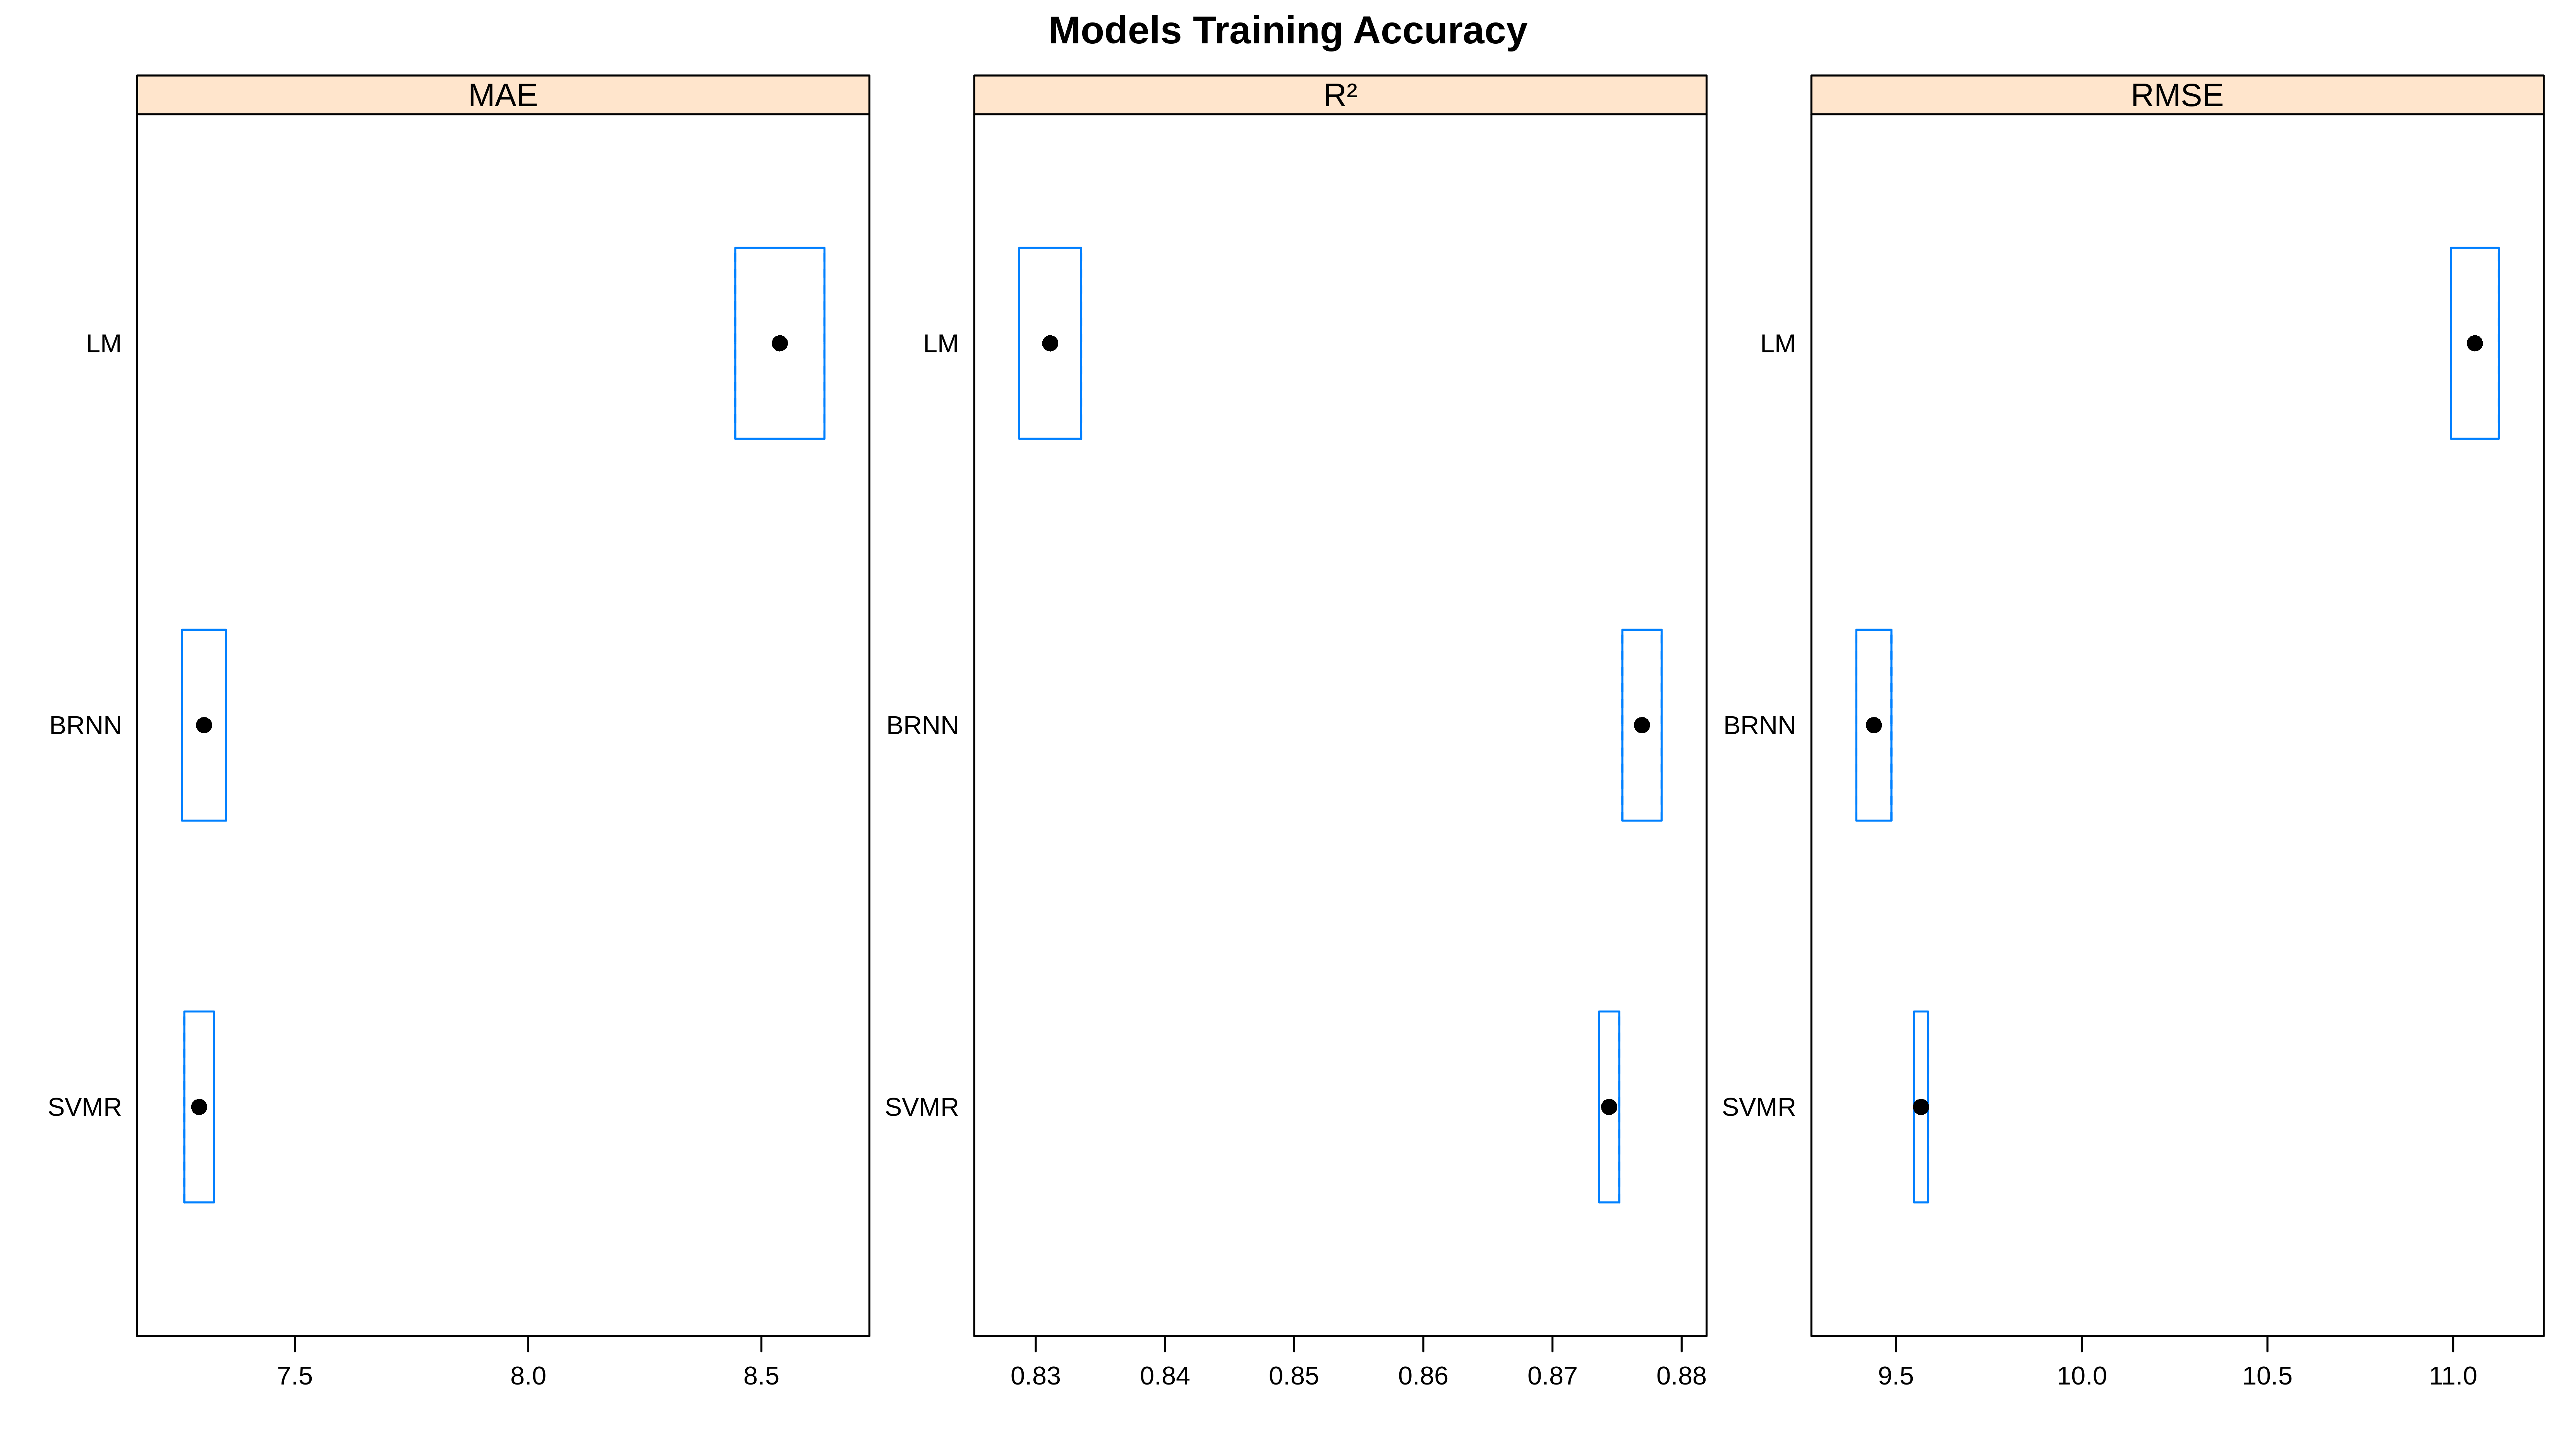 Models Training Accuracy
MAE
R²
RMSE
LM
LM
LM
BRNN
BRNN
BRNN
SVMR
SVMR
SVMR
7.5 8.0 8.5
0.83 0.84 0.85 0.86 0.87 0.88
9.5 10.0 10.5 11.0